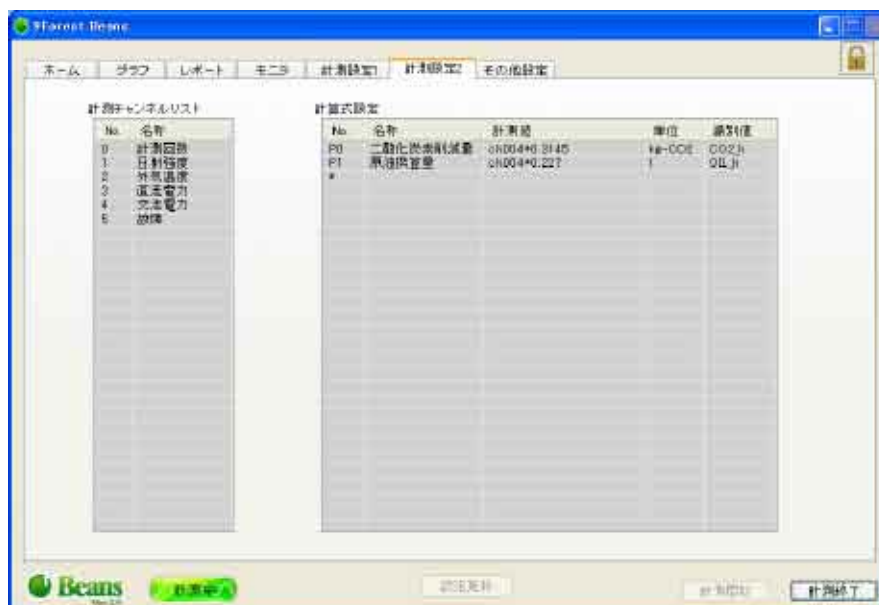 ホーム グラフ レポート モニタ 計測設定1 計測設定2 その他設定
計測チャンネルリスト
No. 名称
0 計測回数
1 日射強度
2 外気温度
3 直流電力
4 交流電力
5 故障
計算式設定
No. 名称 単位 識別値
P0 二酸化炭素削減量 ch004*0.3145 kg-CO2
P1 原油換算量 ch004*0.227 l
*
Beans
計測中
計測開始 計測終了